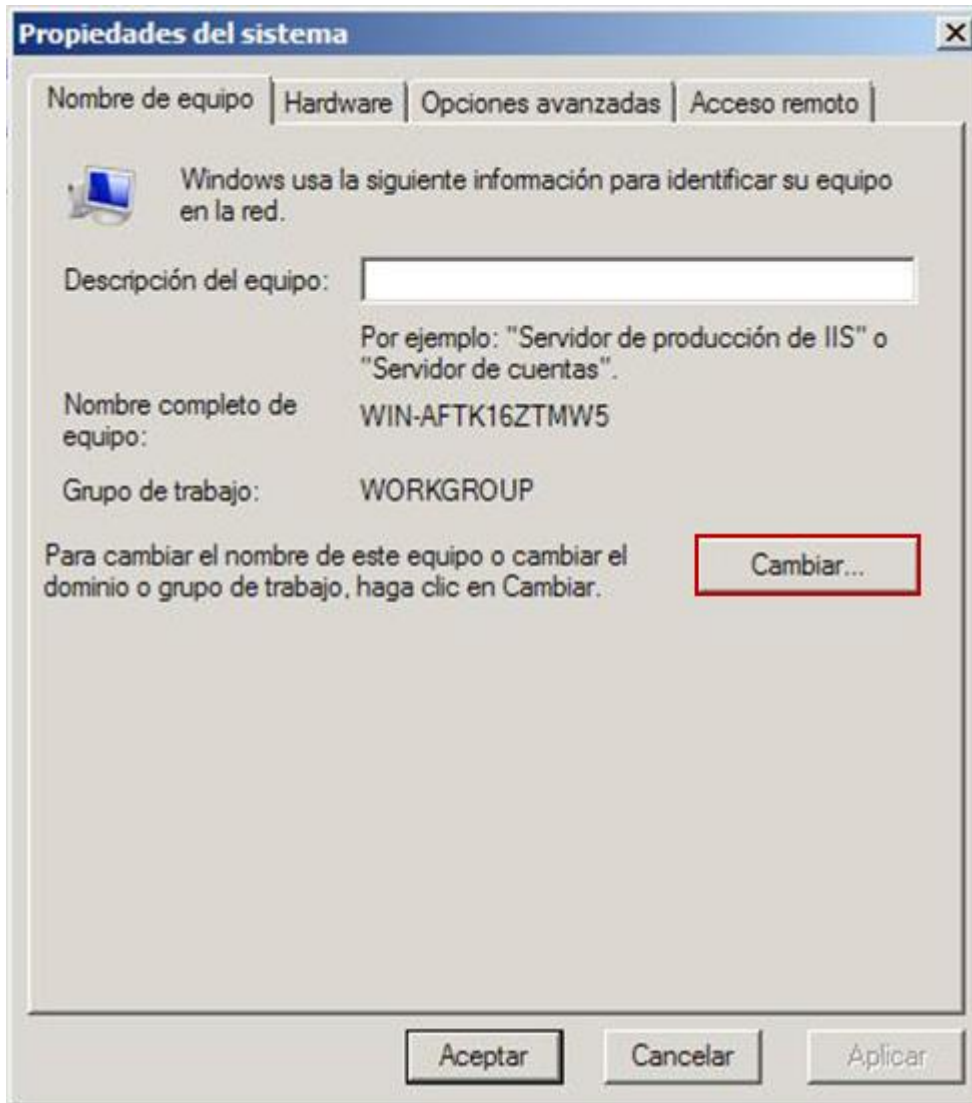 Propiedades del sistema
Nombre de equipo Hardware Opciones avanzadas Acceso remoto
Windows usa la siguiente información para identificar su equipo
en la red.
Descripción del equipo:
Por ejemplo: "Servidor de producción de IIS" o
"Servidor de cuentas".
Nombre completo de
equipo:
WIN-AFTK16ZTMW5
Grupo de trabajo: WORKGROUP
Para cambiar el nombre de este equipo o cambiar el
dominio o grupo de trabajo, haga clic en Cambiar.
Cambiar...
Aceptar Cancelar Aplicar